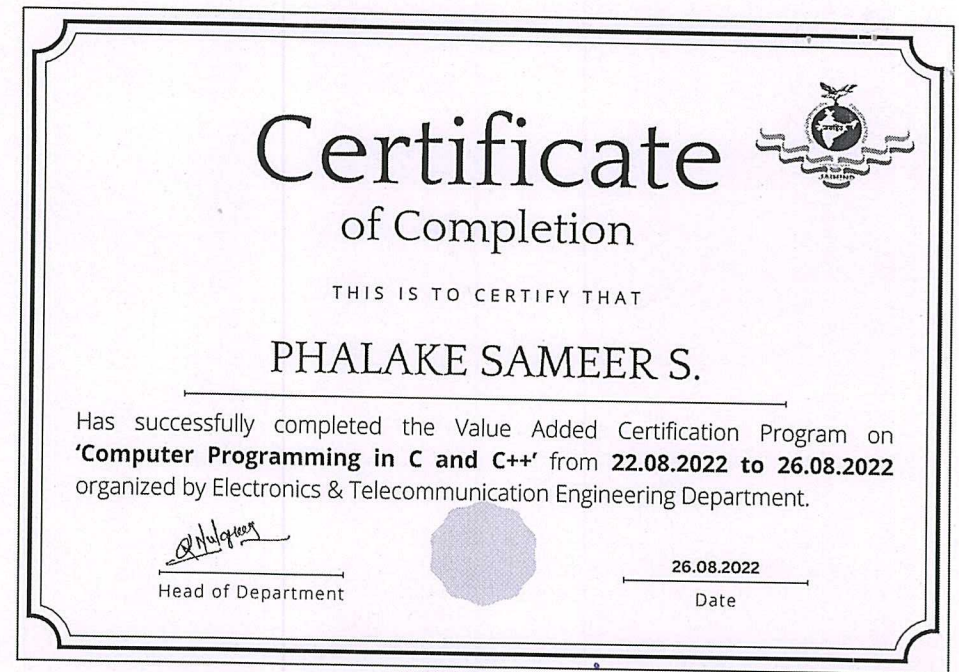 Certificate
of Completion
जयहिंद
JAIHIND
THIS IS TO CERTIFY THAT
PHALAKE SAMEER S.
Has successfully completed the Value Added Certification Program on
‘Computer Programming in C and C++’ from 22.08.2022 to 26.08.2022
organized by Electronics & Telecommunication Engineering Department.
26.08.2022
Head of Department
Date